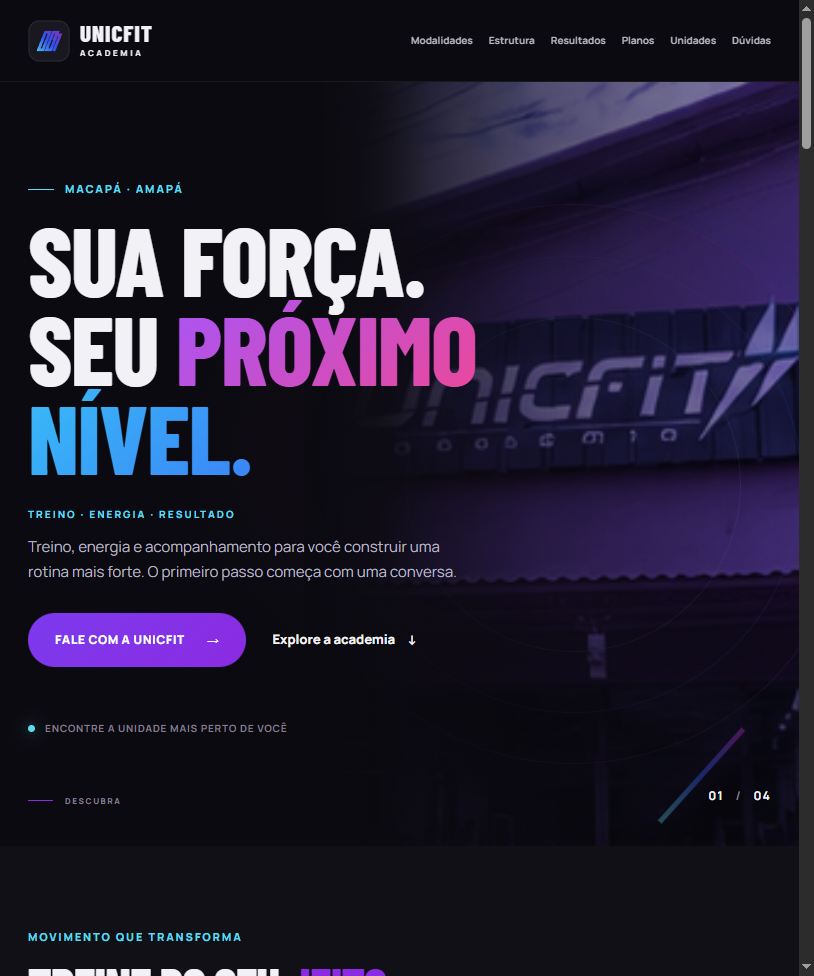 UNICFIT
ACADEMIA
Modalidades Estrutura Resultados Planos Unidades Dúvidas
MACAPÁ · AMAPÁ
SUA FORÇA.
SEU PRÓXIMO
NÍVEL.
UNICFIT
academia
TREINO · ENERGIA · RESULTADO
Treino, energia e acompanhamento para você construir uma
rotina mais forte. O primeiro passo começa com uma conversa.
FALE COM A UNICFIT →
Explore a academia ↓
ENCONTRE A UNIDADE MAIS PERTO DE VOCÊ
DESCUBRA
01 / 04
MOVIMENTO QUE TRANSFORMA